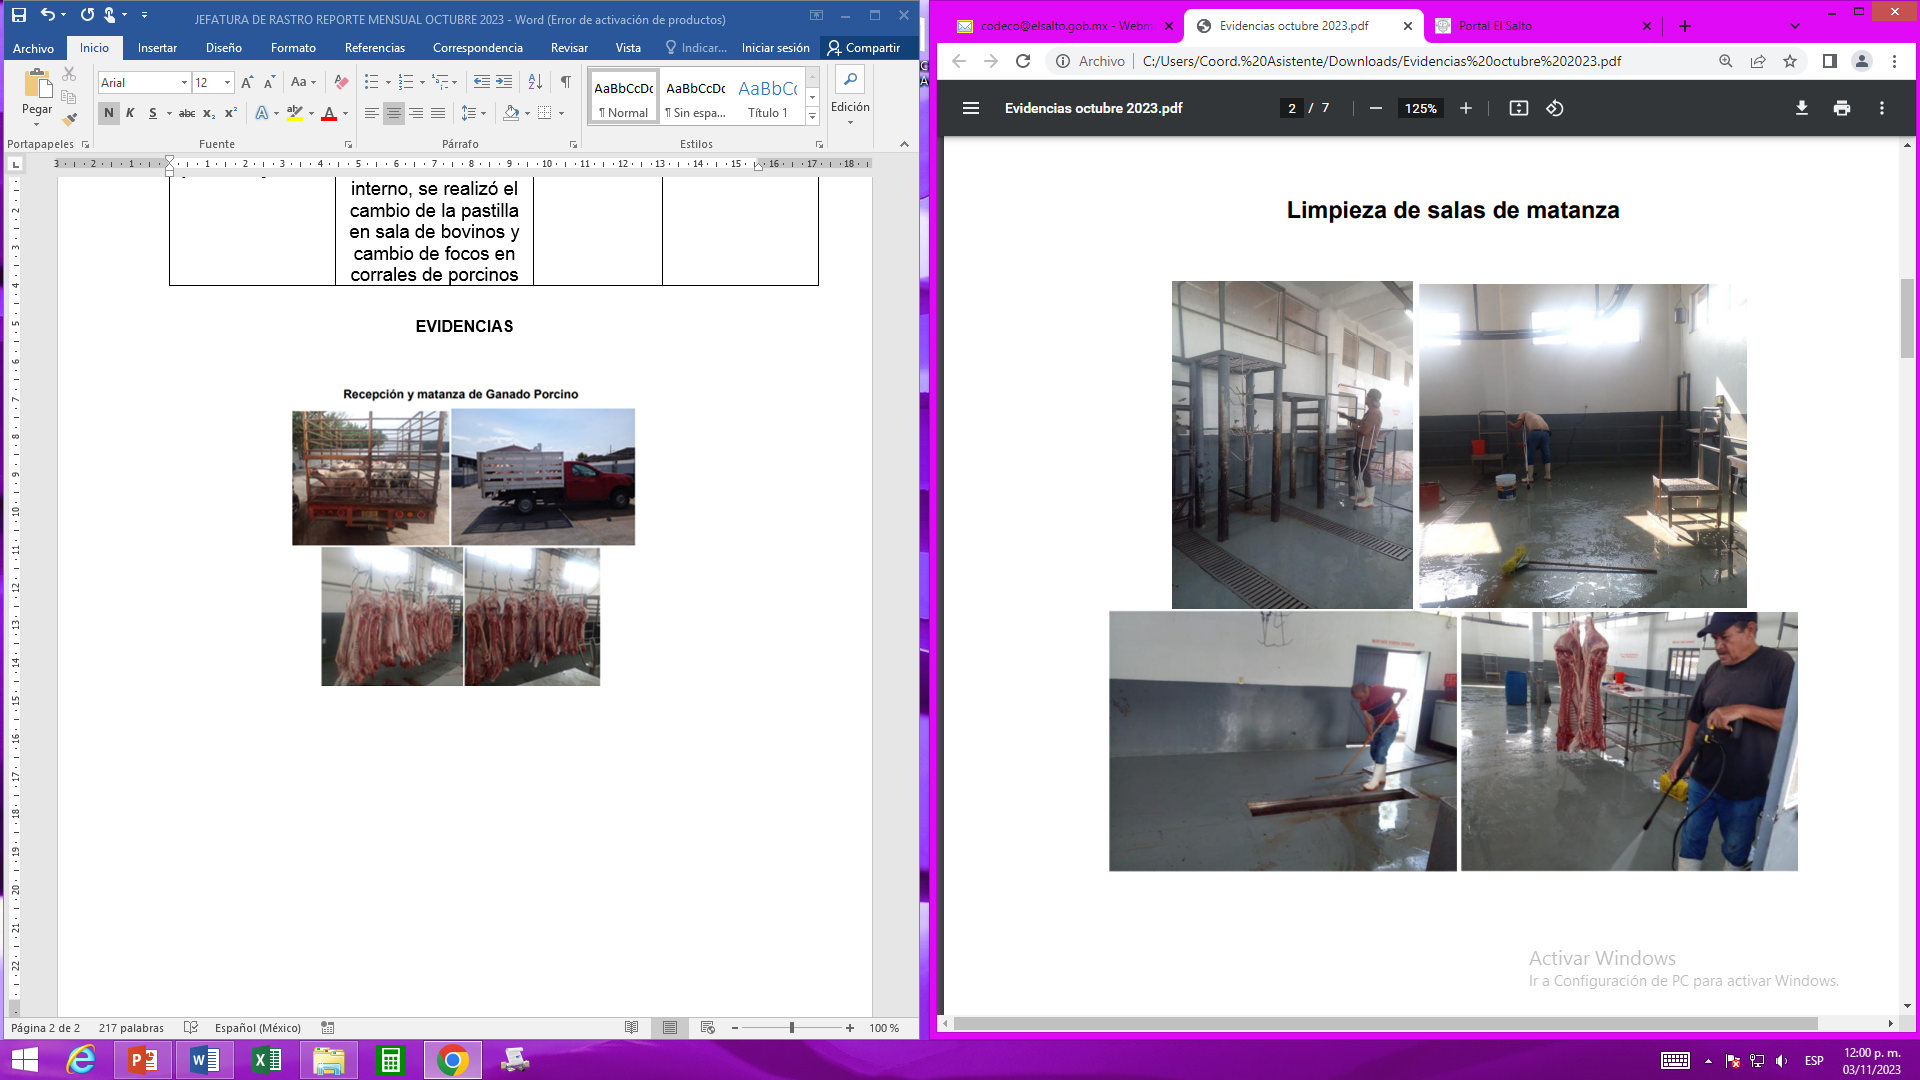 JEFATURA DE RASTRO REPORTE MENSUAL OCTUBRE 2023 - Word (Error de activación de productos)
Archivo Inicio Insertar Diseño Formato Referencias Correspondencia Revisar Vista Indicar... Iniciar sesión Compartir
Pegar
Arial 12
Aa
N K S abc x₂ x²
AaBbCcDc AaBbCcDc AaBbCc
¶ Normal ¶ Sin espa... Título 1
Edición
Portapapeles Fuente Párrafo Estilos
interno, se realizó el
cambio de la pastilla
en sala de bovinos y
cambio de focos en
corrales de porcinos
EVIDENCIAS
Recepción y matanza de Ganado Porcino
Página 2 de 2 217 palabras Español (México) 100 %
codeco@elsalto.gob.mx - Webm
Evidencias octubre 2023.pdf
Portal El Salto
Archivo C:/Users/Coord.%20Asistente/Downloads/Evidencias%20octubre%202023.pdf
Evidencias octubre 2023.pdf 2 / 7 125%
Limpieza de salas de matanza
Activar Windows
Ir a Configuración de PC para activar Windows.
ESP
12:00 p. m.
03/11/2023